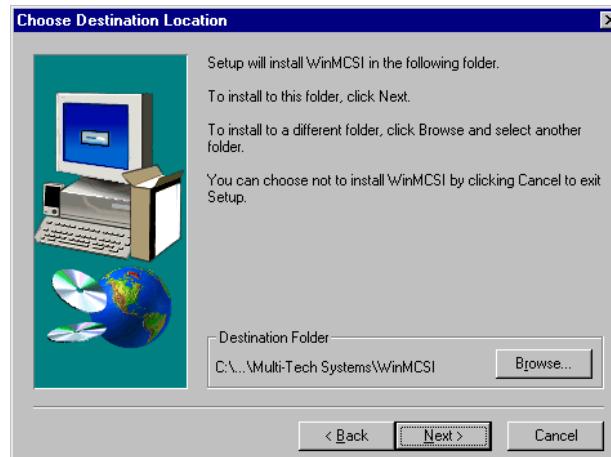 Choose Destination Location
Setup will install WinMCSI in the following folder.
To install to this folder, click Next.
To install to a different folder, click Browse and select another
folder.
You can choose not to install WinMCSI by clicking Cancel to exit
Setup.
Destination Folder
C:\...\Multi-Tech Systems\WinMCSI
Browse...
< Back
Next >
Cancel